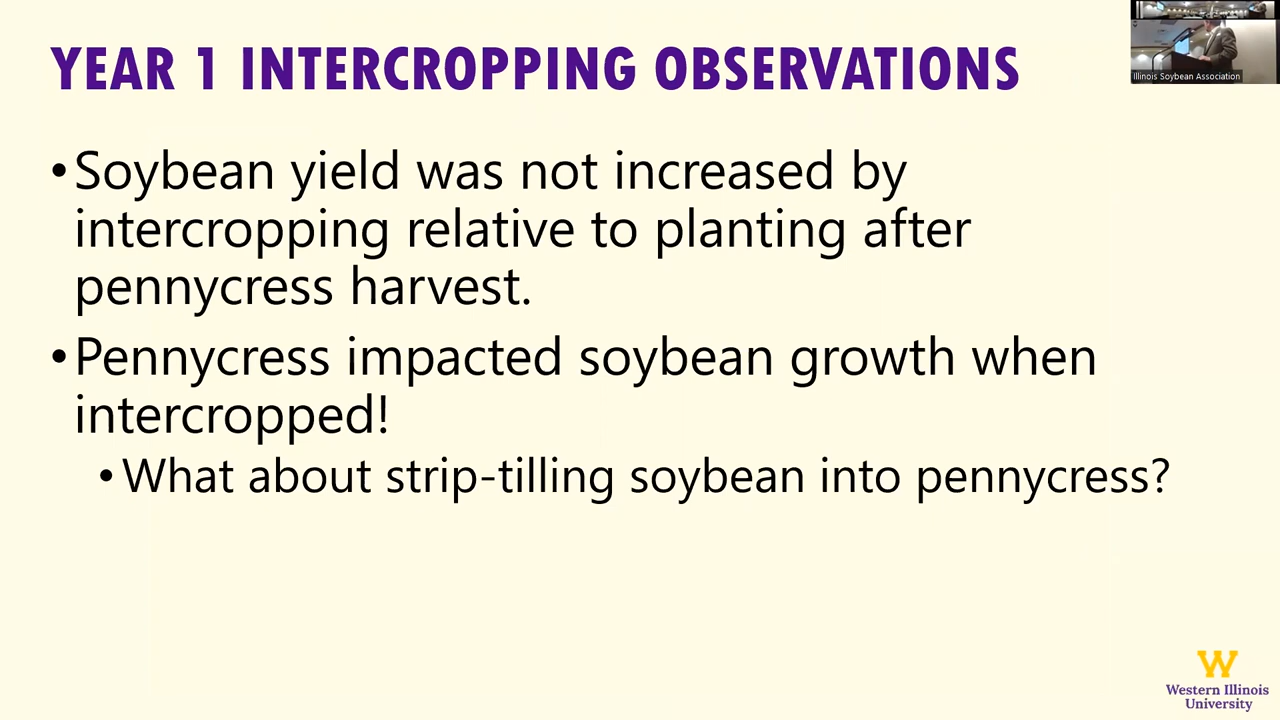 YEAR 1 INTERCROPPING OBSERVATIONS
Illinois Soybean Association
•Soybean yield was not increased by
intercropping relative to planting after
pennycress harvest.
•Pennycress impacted soybean growth when
intercropped!
•What about strip-tilling soybean into pennycress?
W
Western Illinois
University